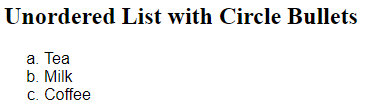 Unordered List with Circle Bullets
a. Tea
b. Milk
c. Coffee